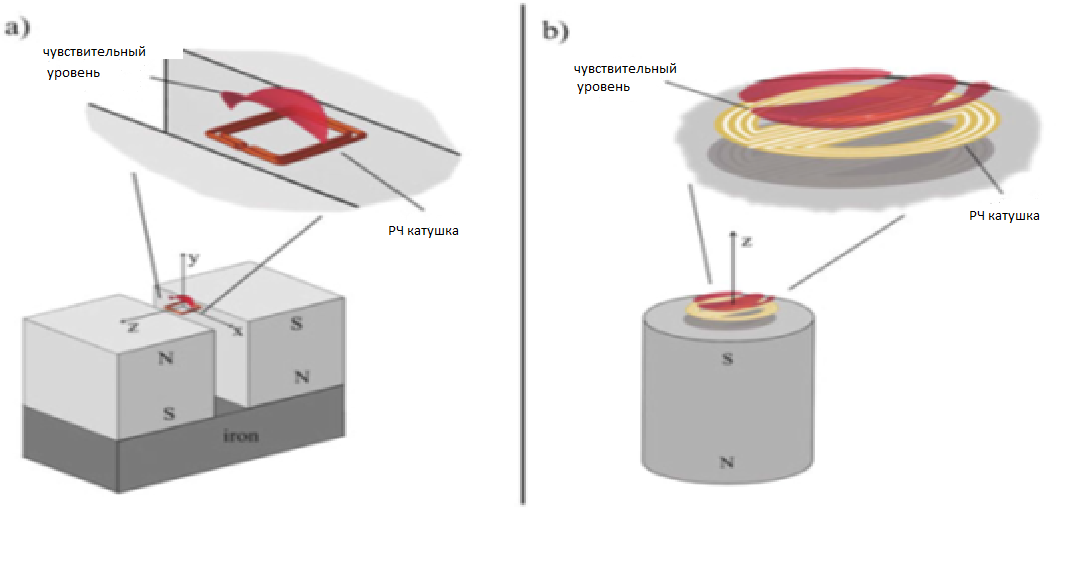 a)
чувствительный
уровень
РЧ катушка
y
z
x
S
N
N
S
iron
b)
чувствительный
уровень
РЧ катушка
z
S
N